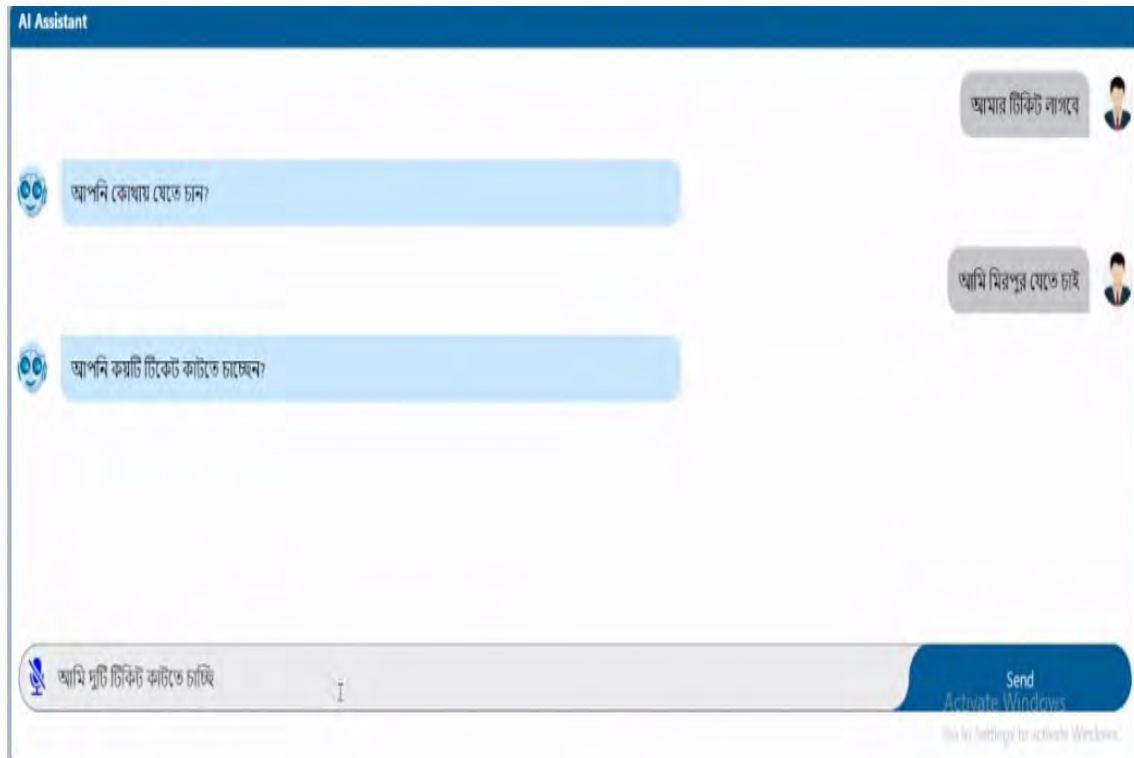 AI Assistant
আমার টিকিট লাগবে
আপনি কোথায় যেতে চান?
আমি মিরপুর যেতে চাই
আপনি কয়টি টিকেট কাটতে চাচ্ছেন?
আমি দুটি টিকিট কাটতে চাচ্ছি
Send
Activate Windows
Go to Settings to activate Windows.